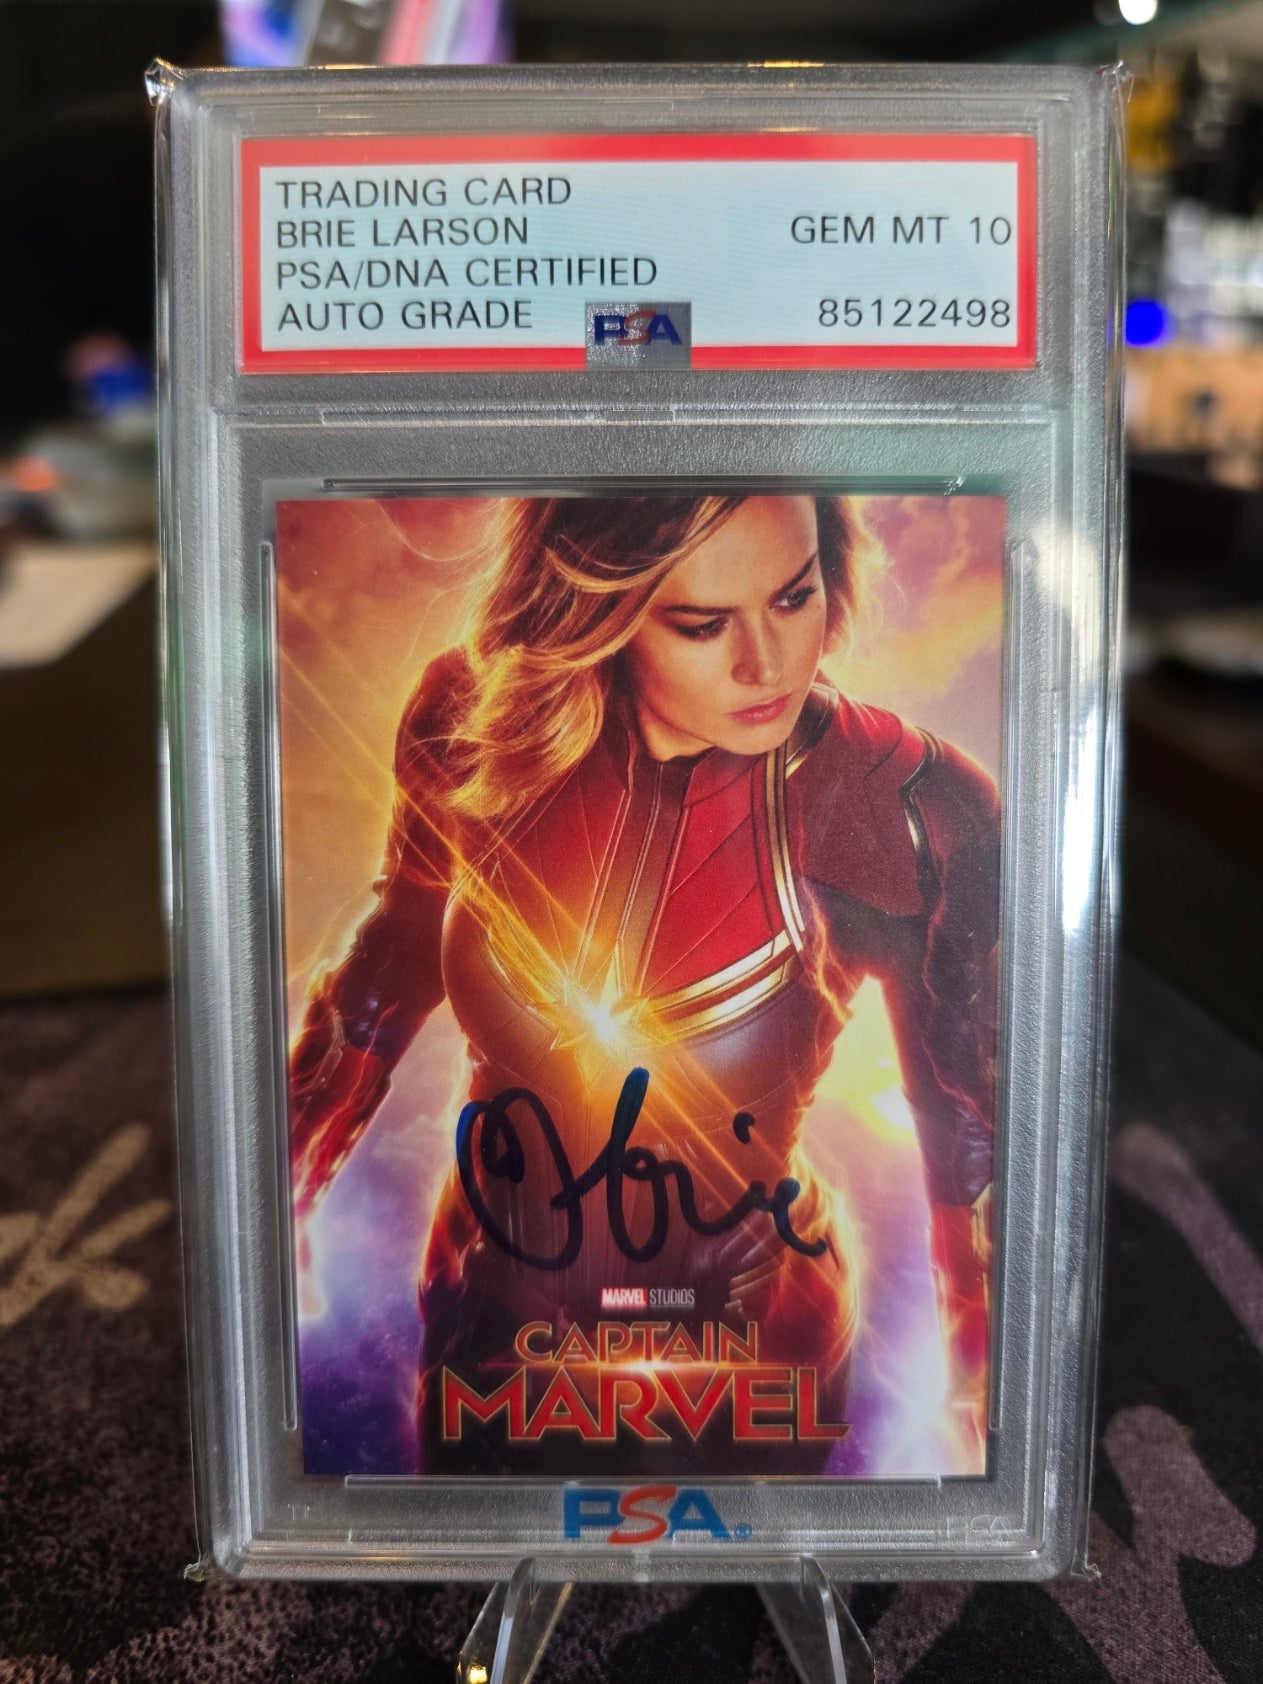 TRADING CARD
BRIE LARSON
PSA/DNA CERTIFIED
AUTO GRADE
GEM MT 10
85122498
PSA
Brie
MARVEL STUDIOS
CAPTAIN
MARVEL
PSA®
PSA